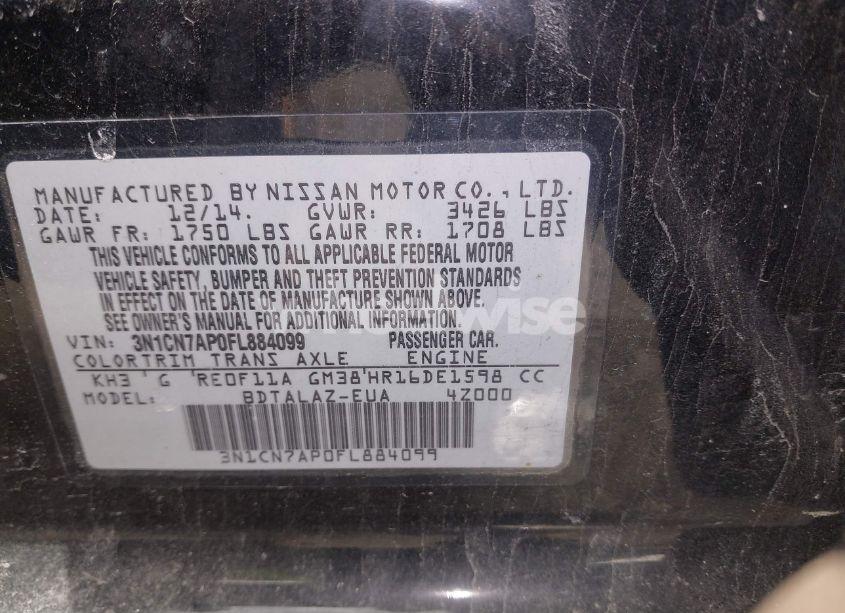 MANUFACTURED BY NISSAN MOTOR CO., LTD.
DATE: 12/14. GVWR: 3426 LBS
GAWR FR: 1750 LBS GAWR RR: 1708 LBS
THIS VEHICLE CONFORMS TO ALL APPLICABLE FEDERAL MOTOR
VEHICLE SAFETY, BUMPER AND THEFT PREVENTION STANDARDS
IN EFFECT ON THE DATE OF MANUFACTURE SHOWN ABOVE.
SEE OWNER'S MANUAL FOR ADDITIONAL INFORMATION.
VIN: 3N1CN7AP0FL884099 PASSENGER CAR.
COLOR TRIM TRANS AXLE ENGINE
KH3 ' G 'RE0F11A GM38'HR16DE1598 CC
MODEL: BDTALAZ-EUA 4Z000
3N1CN7AP0FL884099